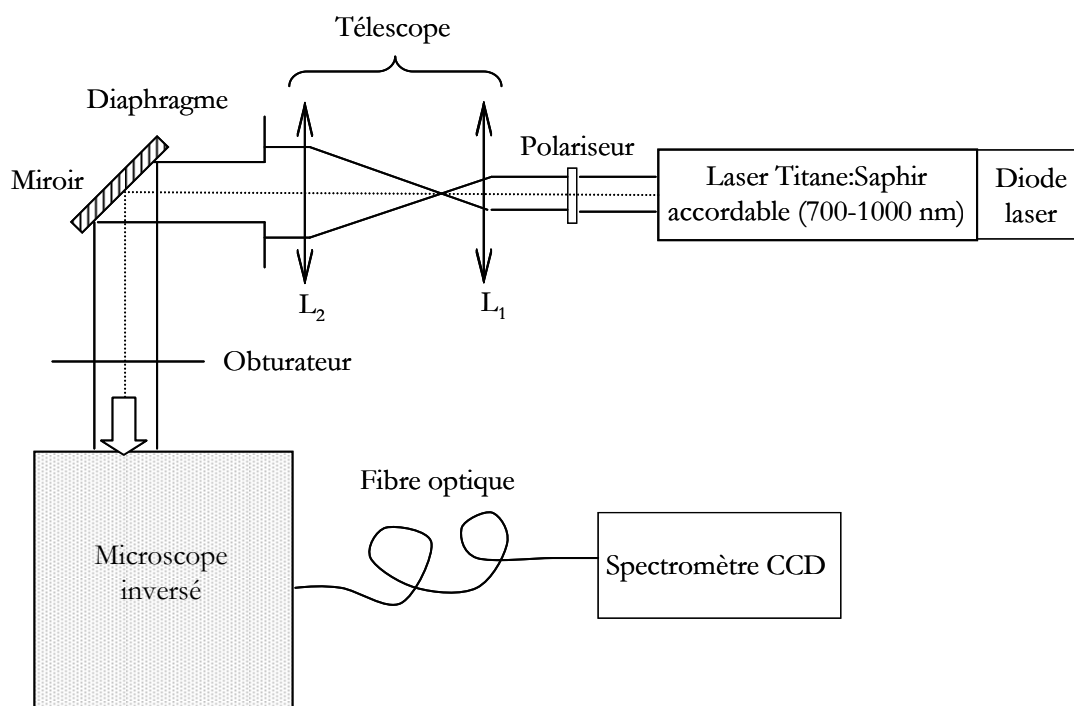 Télescope
Diaphragme
Miroir
Polariseur
Laser Titane:Saphir
accordable (700-1000 nm)
Diode
laser
L2
L1
Obturateur
Fibre optique
Microscope
inversé
Spectromètre CCD